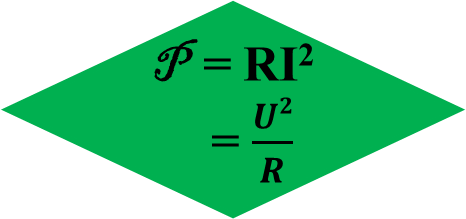 𝒫 = RI²
= U²/R